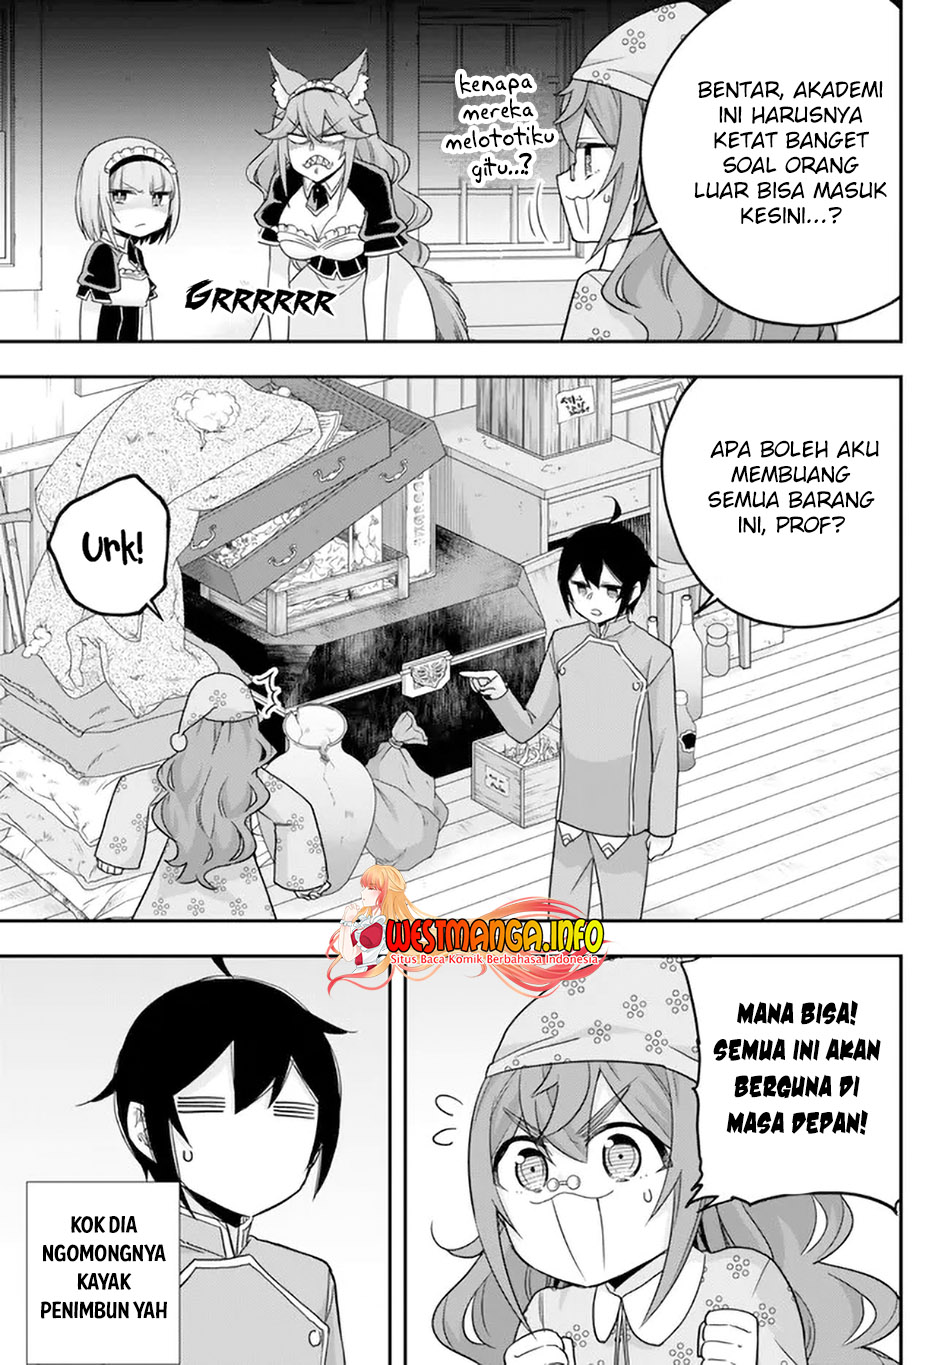 BENTAR, AKADEMI
INI HARUSNYA
KETAT BANGET
SOAL ORANG
LUAR BISA MASUK
KESINI...?
kenapa
mereka
melototiku
gitu...?
GRRRRRR
APA BOLEH AKU
MEMBUANG
SEMUA BARANG
INI, PROF?
Urk!
WESTMANGA.INFO
Situs Baca Komik Berbahasa Indonesia
MANA BISA!
SEMUA INI AKAN
BERGUNA DI
MASA DEPAN!
KOK DIA
NGOMONGNYA
KAYAK
PENIMBUN YAH